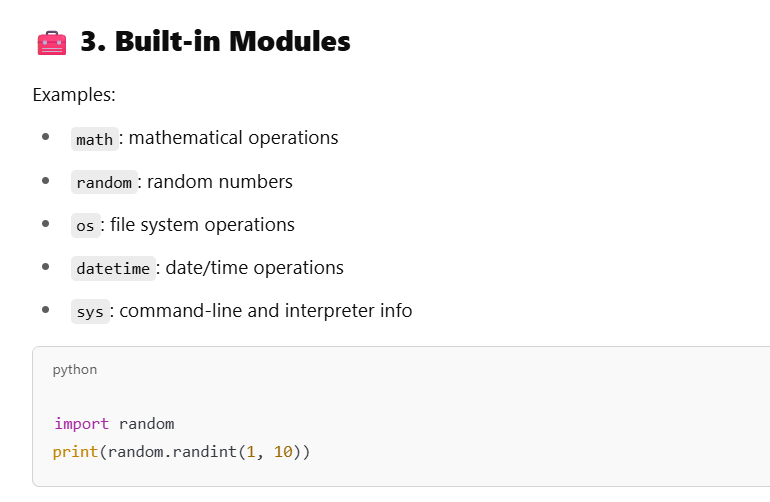 🧰 3. Built-in Modules
Examples:
• math: mathematical operations
• random: random numbers
• os: file system operations
• datetime: date/time operations
• sys: command-line and interpreter info
python
import random
print(random.randint(1, 10))